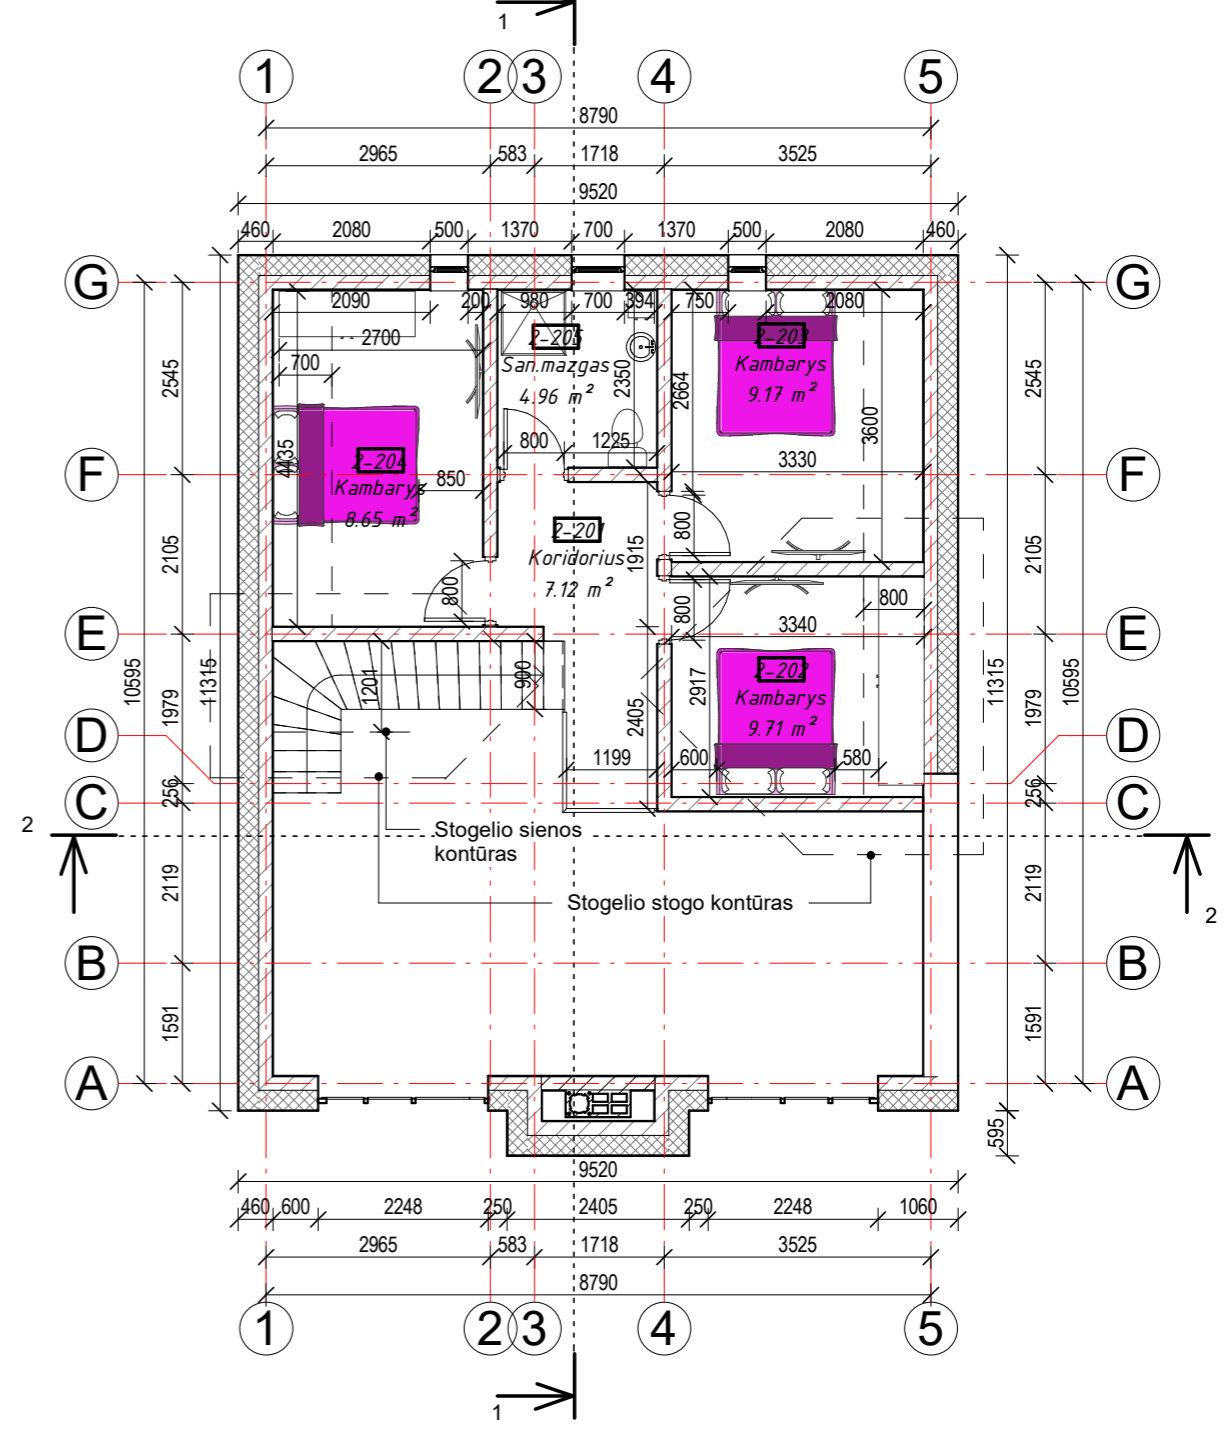 1
1 2 3 4 5
8790
2965 583 1718 3525
9520
460 2080 500 1370 700 1370 500 2080 460
G G
2090 200 980 700 394 750 2080
2-205 2-203
2700
San.mazgas Kambarys
700 2350 2664
4.96 m² 9.17 m²
2545 2545
3600
4435 800 1225
2-204 3330
F F
Kambarys 850
8.65 m² 2-201 800
Koridorius 1915
2105 7.12 m² 2105
800 800 800
3340
E E
10595 11315 1979 1201 900 2-202 1979 11315 10595
2917 Kambarys
2405 9.71 m²
D D
1199 600 580
256 256
C C
2 Stogelio sienos
kontūras
2119 2119
Stogelio stogo kontūras
2
B B
1591 1591
A A
595
9520
460 600 2248 250 2405 250 2248 1060
2965 583 1718 3525
8790
1 2 3 4 5
1